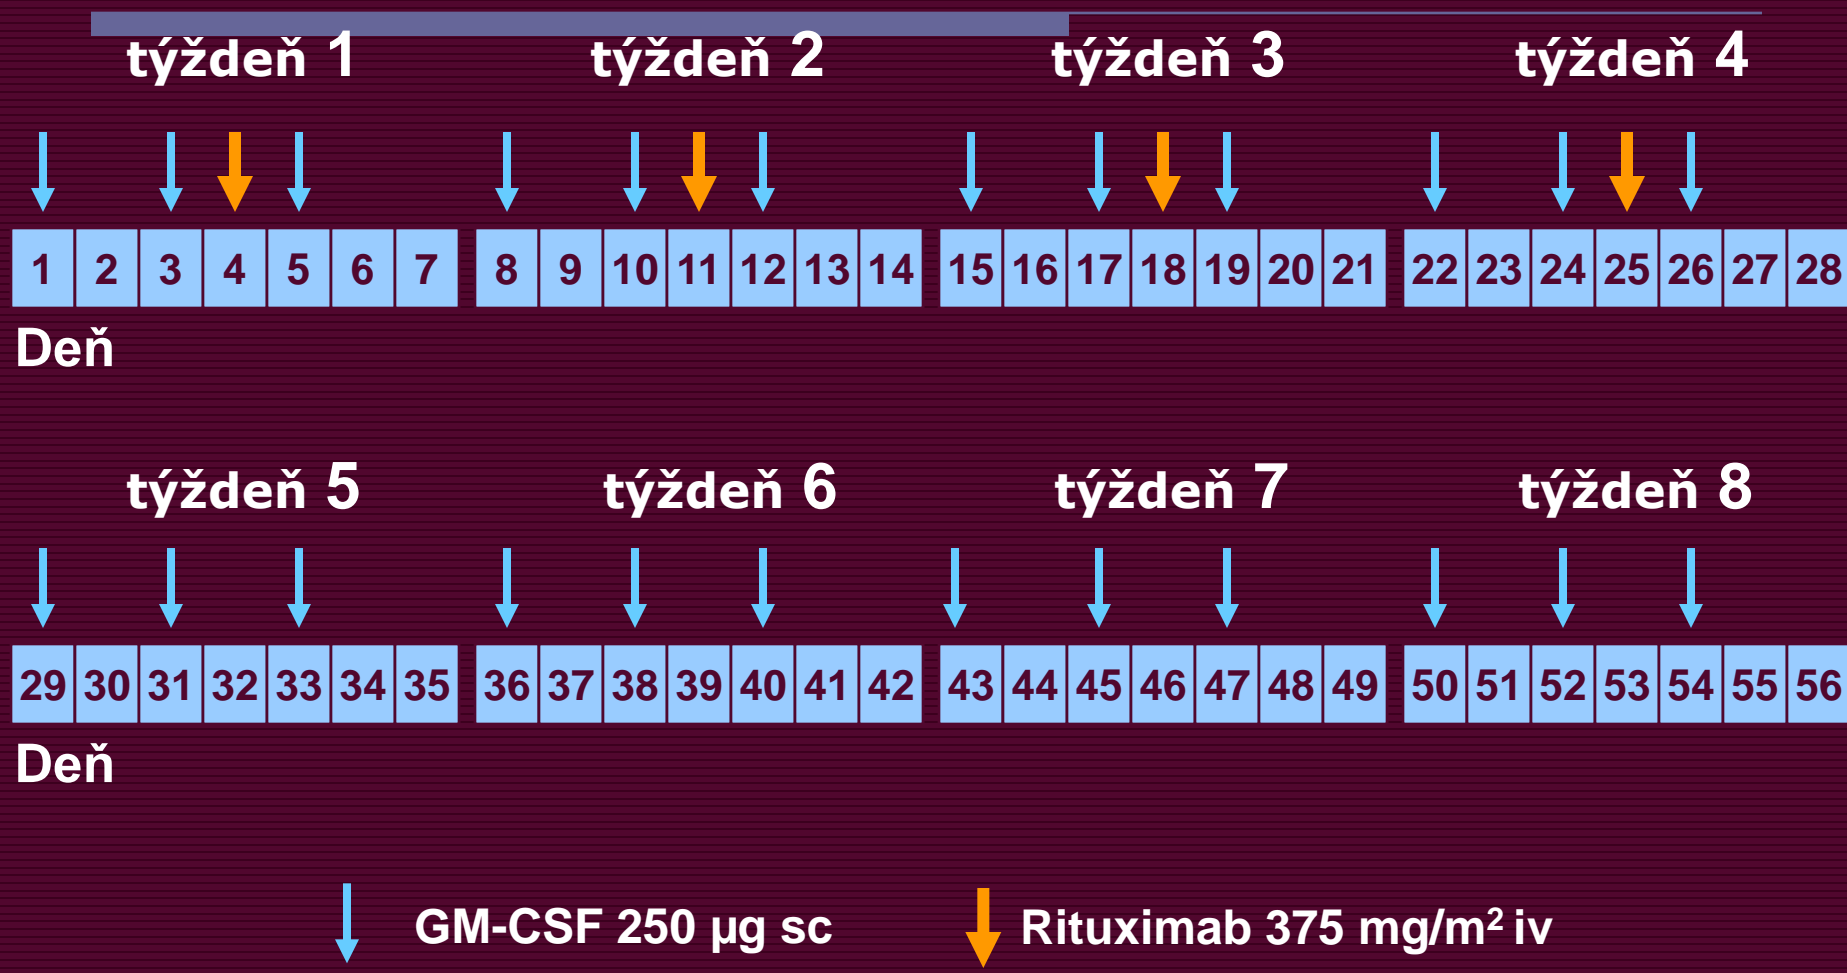 týždeň 1 týždeň 2 týždeň 3 týždeň 4
1 2 3 4 5 6 7 8 9 10 11 12 13 14 15 16 17 18 19 20 21 22 23 24 25 26 27 28
Deň
týždeň 5 týždeň 6 týždeň 7 týždeň 8
29 30 31 32 33 34 35 36 37 38 39 40 41 42 43 44 45 46 47 48 49 50 51 52 53 54 55 56
Deň
GM-CSF 250 µg sc Rituximab 375 mg/m² iv